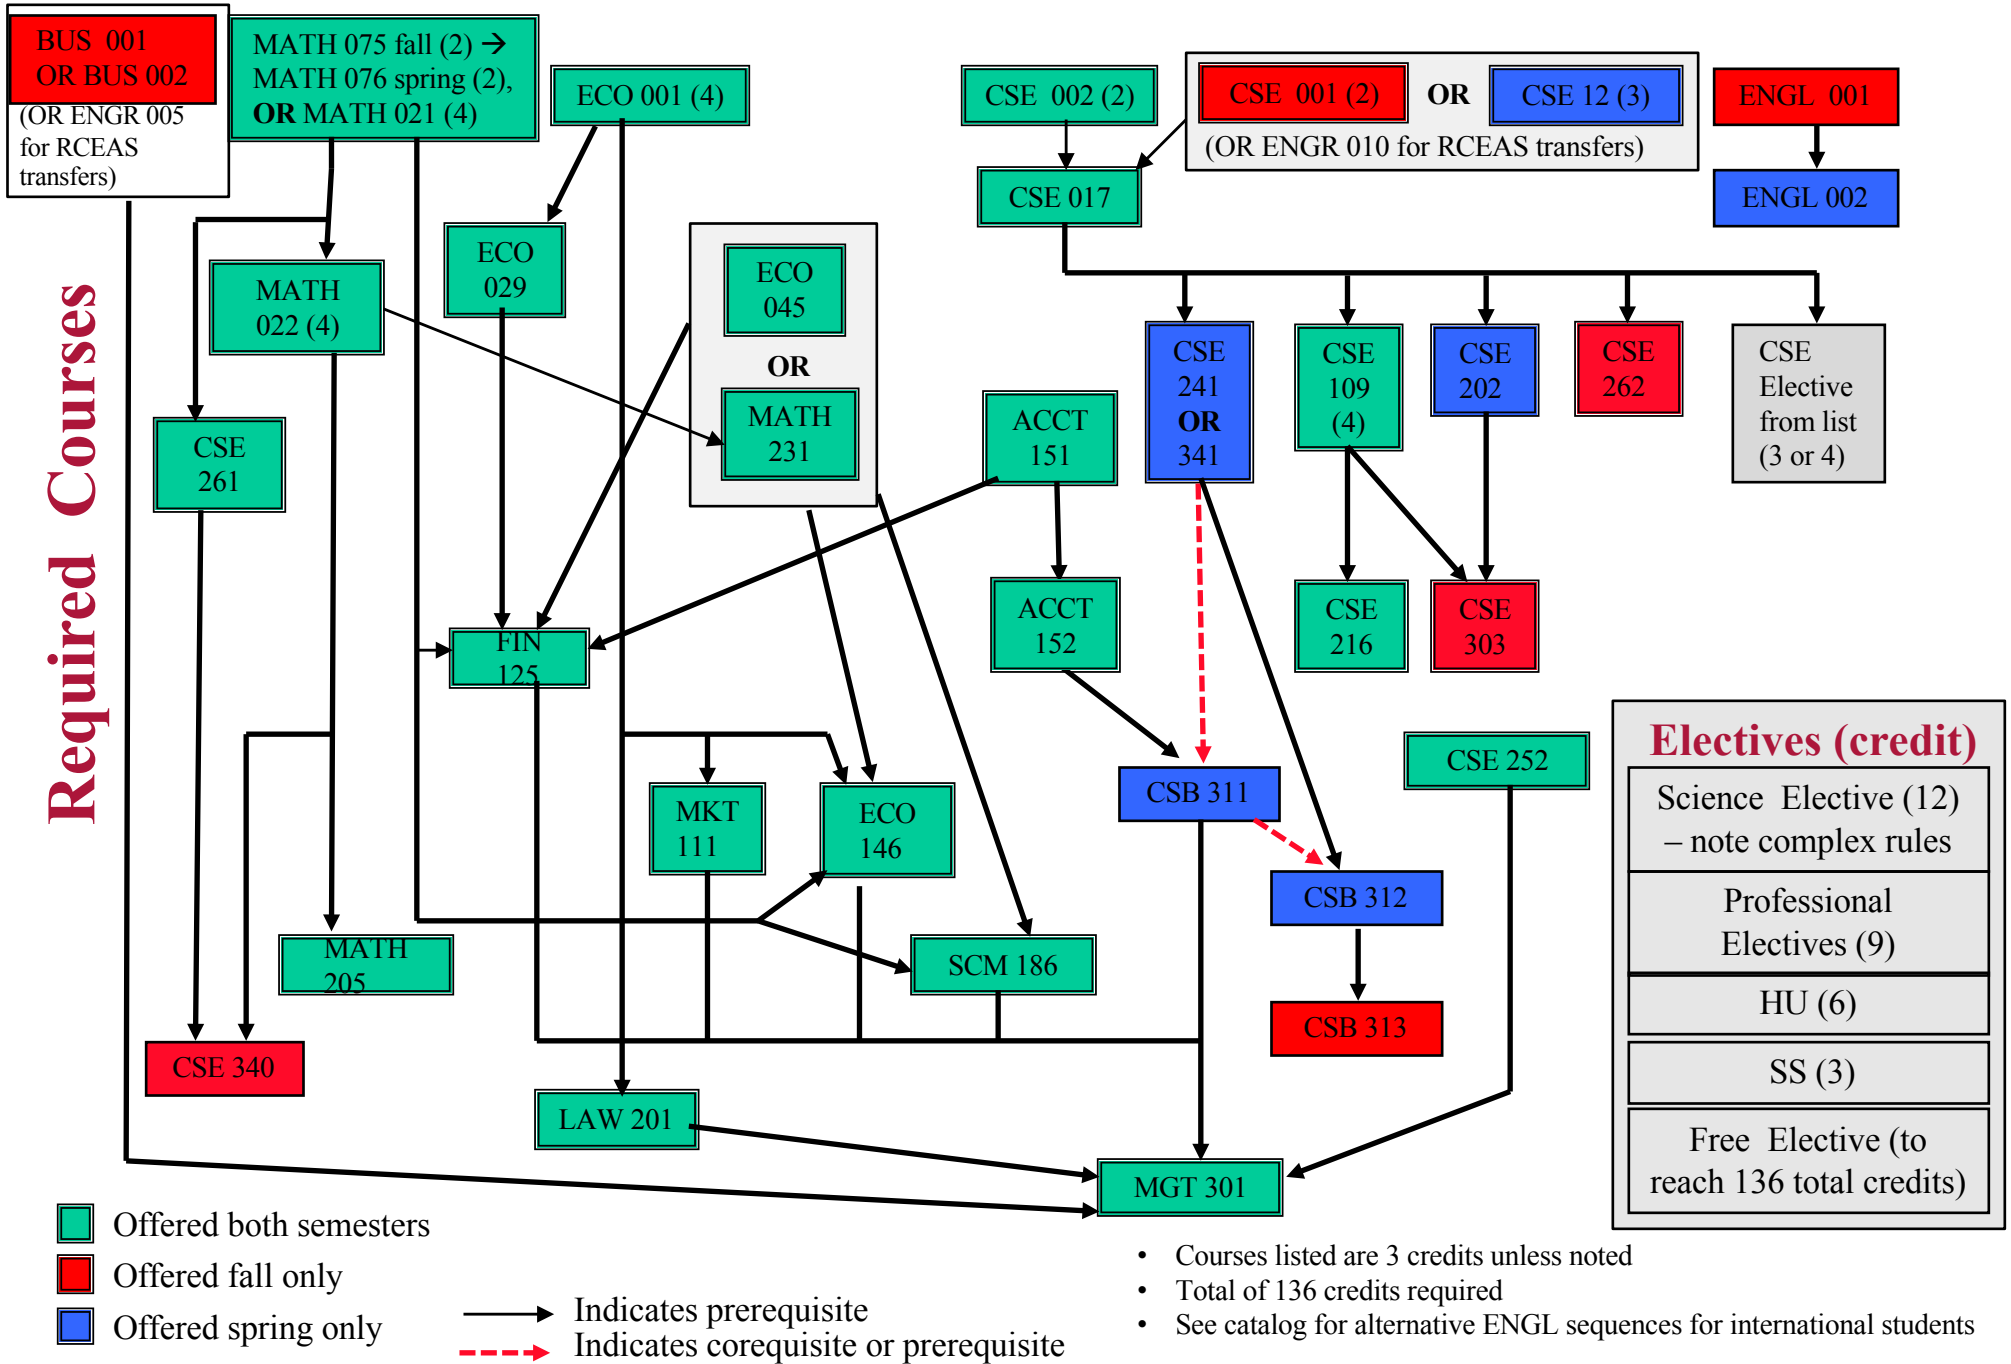 BUS 001
OR BUS 002
(OR ENGR 005
for RCEAS
transfers)
MATH 075 fall (2) →
MATH 076 spring (2),
OR MATH 021 (4)
ECO 001 (4)
CSE 002 (2)
CSE 001 (2)
OR
CSE 12 (3)
(OR ENGR 010 for RCEAS transfers)
ENGL 001
CSE 017
ENGL 002
Required Courses
MATH
022 (4)
ECO
029
ECO
045
OR
MATH
231
CSE
261
ACCT
151
CSE
241
OR
341
CSE
109
(4)
CSE
202
CSE
262
CSE
Elective
from list
(3 or 4)
FIN
125
ACCT
152
CSE
216
CSE
303
MKT
111
ECO
146
CSB 311
CSE 252
CSB 312
MATH
205
SCM 186
CSB 313
CSE 340
LAW 201
MGT 301
Electives (credit)
Science Elective (12)
– note complex rules
Professional
Electives (9)
HU (6)
SS (3)
Free Elective (to
reach 136 total credits)
Offered both semesters
Offered fall only
Offered spring only
Indicates prerequisite
Indicates corequisite or prerequisite
• Courses listed are 3 credits unless noted
• Total of 136 credits required
• See catalog for alternative ENGL sequences for international students